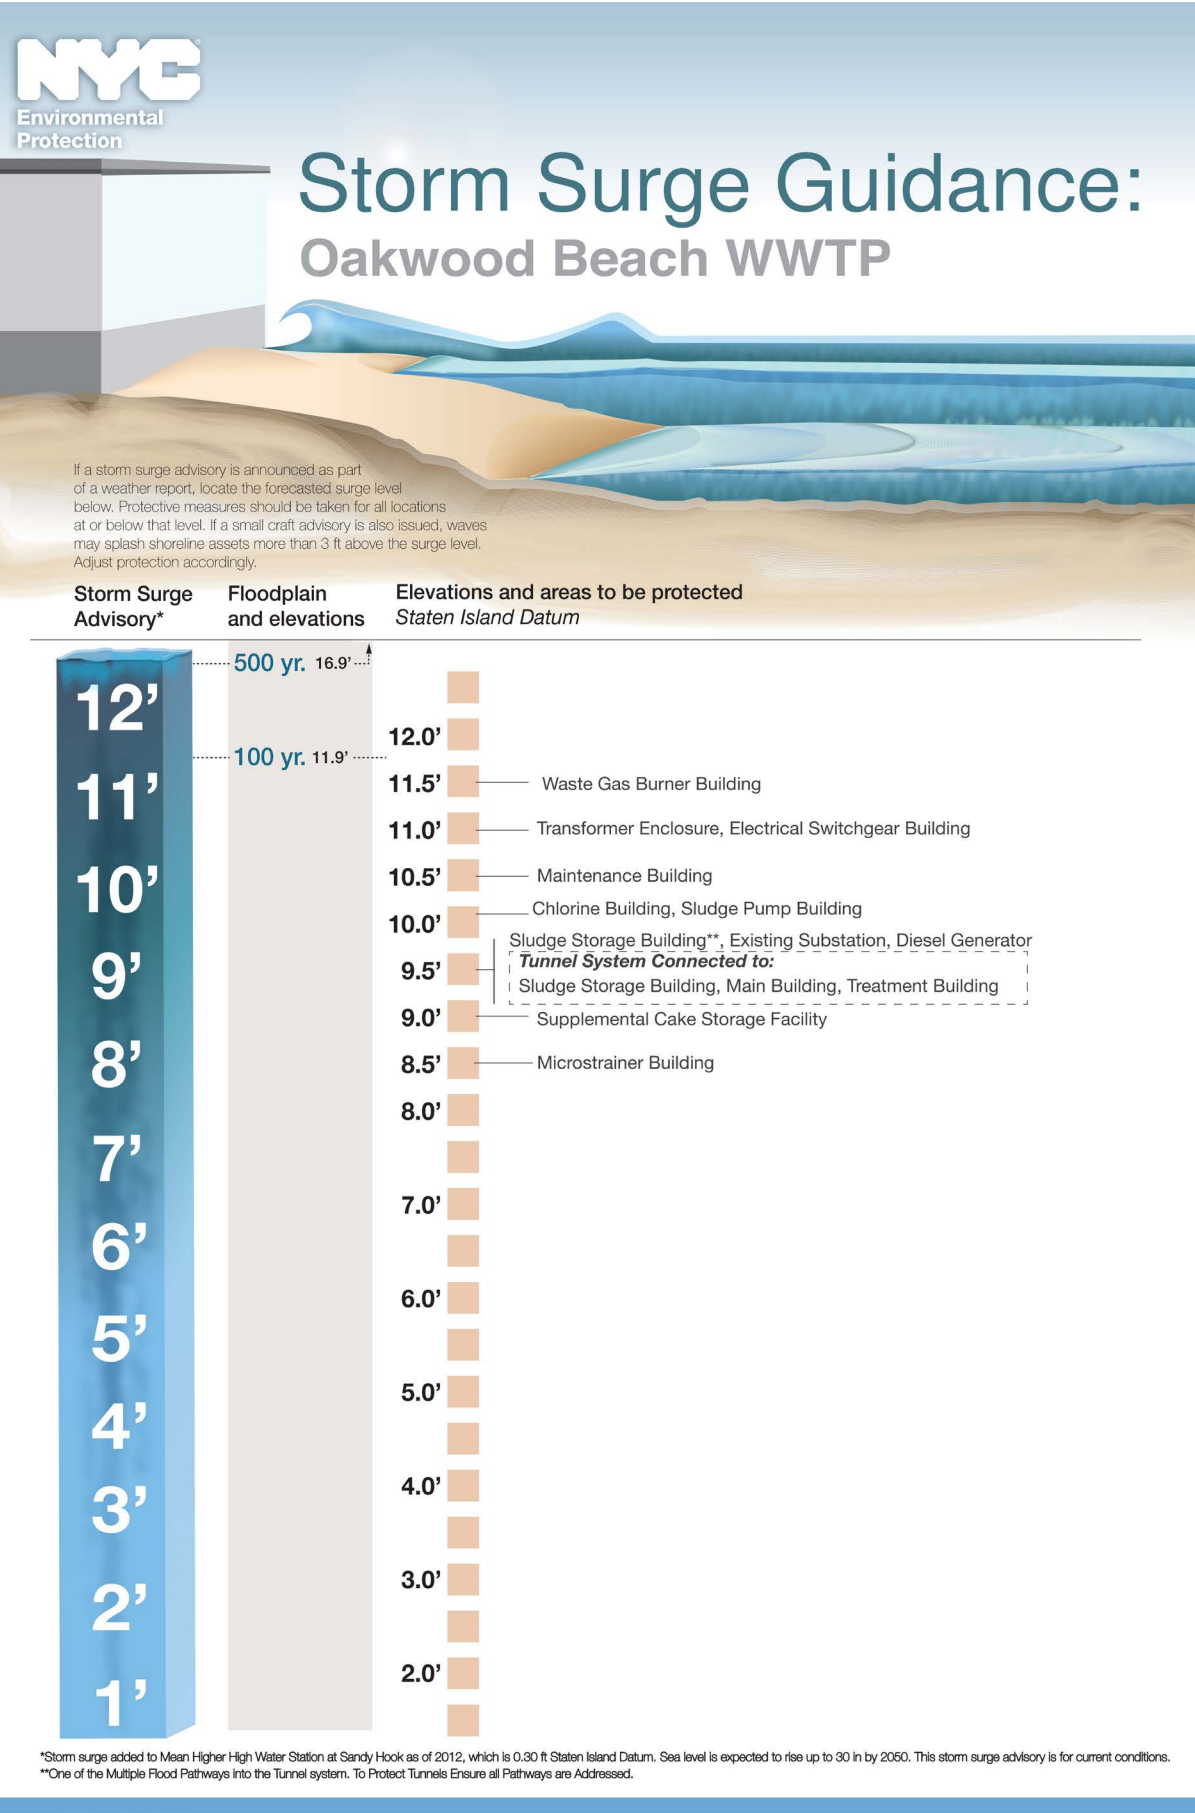 NYC
Environmental
Protection
Storm Surge Guidance:
Oakwood Beach WWTP
If a storm surge advisory is announced as part
of a weather report, locate the forecasted surge level
below. Protective measures should be taken for all locations
at or below that level. If a small craft advisory is also issued, waves
may splash shoreline assets more than 3 ft above the surge level.
Adjust protection accordingly.
Storm Surge
Advisory*
Floodplain
and elevations
Elevations and areas to be protected
Staten Island Datum
12’
11’
10’
9’
8’
7’
6’
5’
4’
3’
2’
1’
500 yr. 16.9’
100 yr. 11.9’
12.0’
11.5’ Waste Gas Burner Building
11.0’ Transformer Enclosure, Electrical Switchgear Building
10.5’ Maintenance Building
10.0’ Chlorine Building, Sludge Pump Building
Sludge Storage Building**, Existing Substation, Diesel Generator
9.5’ Tunnel System Connected to:
Sludge Storage Building, Main Building, Treatment Building
9.0’ Supplemental Cake Storage Facility
8.5’ Microstrainer Building
8.0’
7.0’
6.0’
5.0’
4.0’
3.0’
2.0’
*Storm surge added to Mean Higher High Water Station at Sandy Hook as of 2012, which is 0.30 ft Staten Island Datum. Sea level is expected to rise up to 30 in by 2050. This storm surge advisory is for current conditions.
**One of the Multiple Flood Pathways into the Tunnel system. To Protect Tunnels Ensure all Pathways are Addressed.